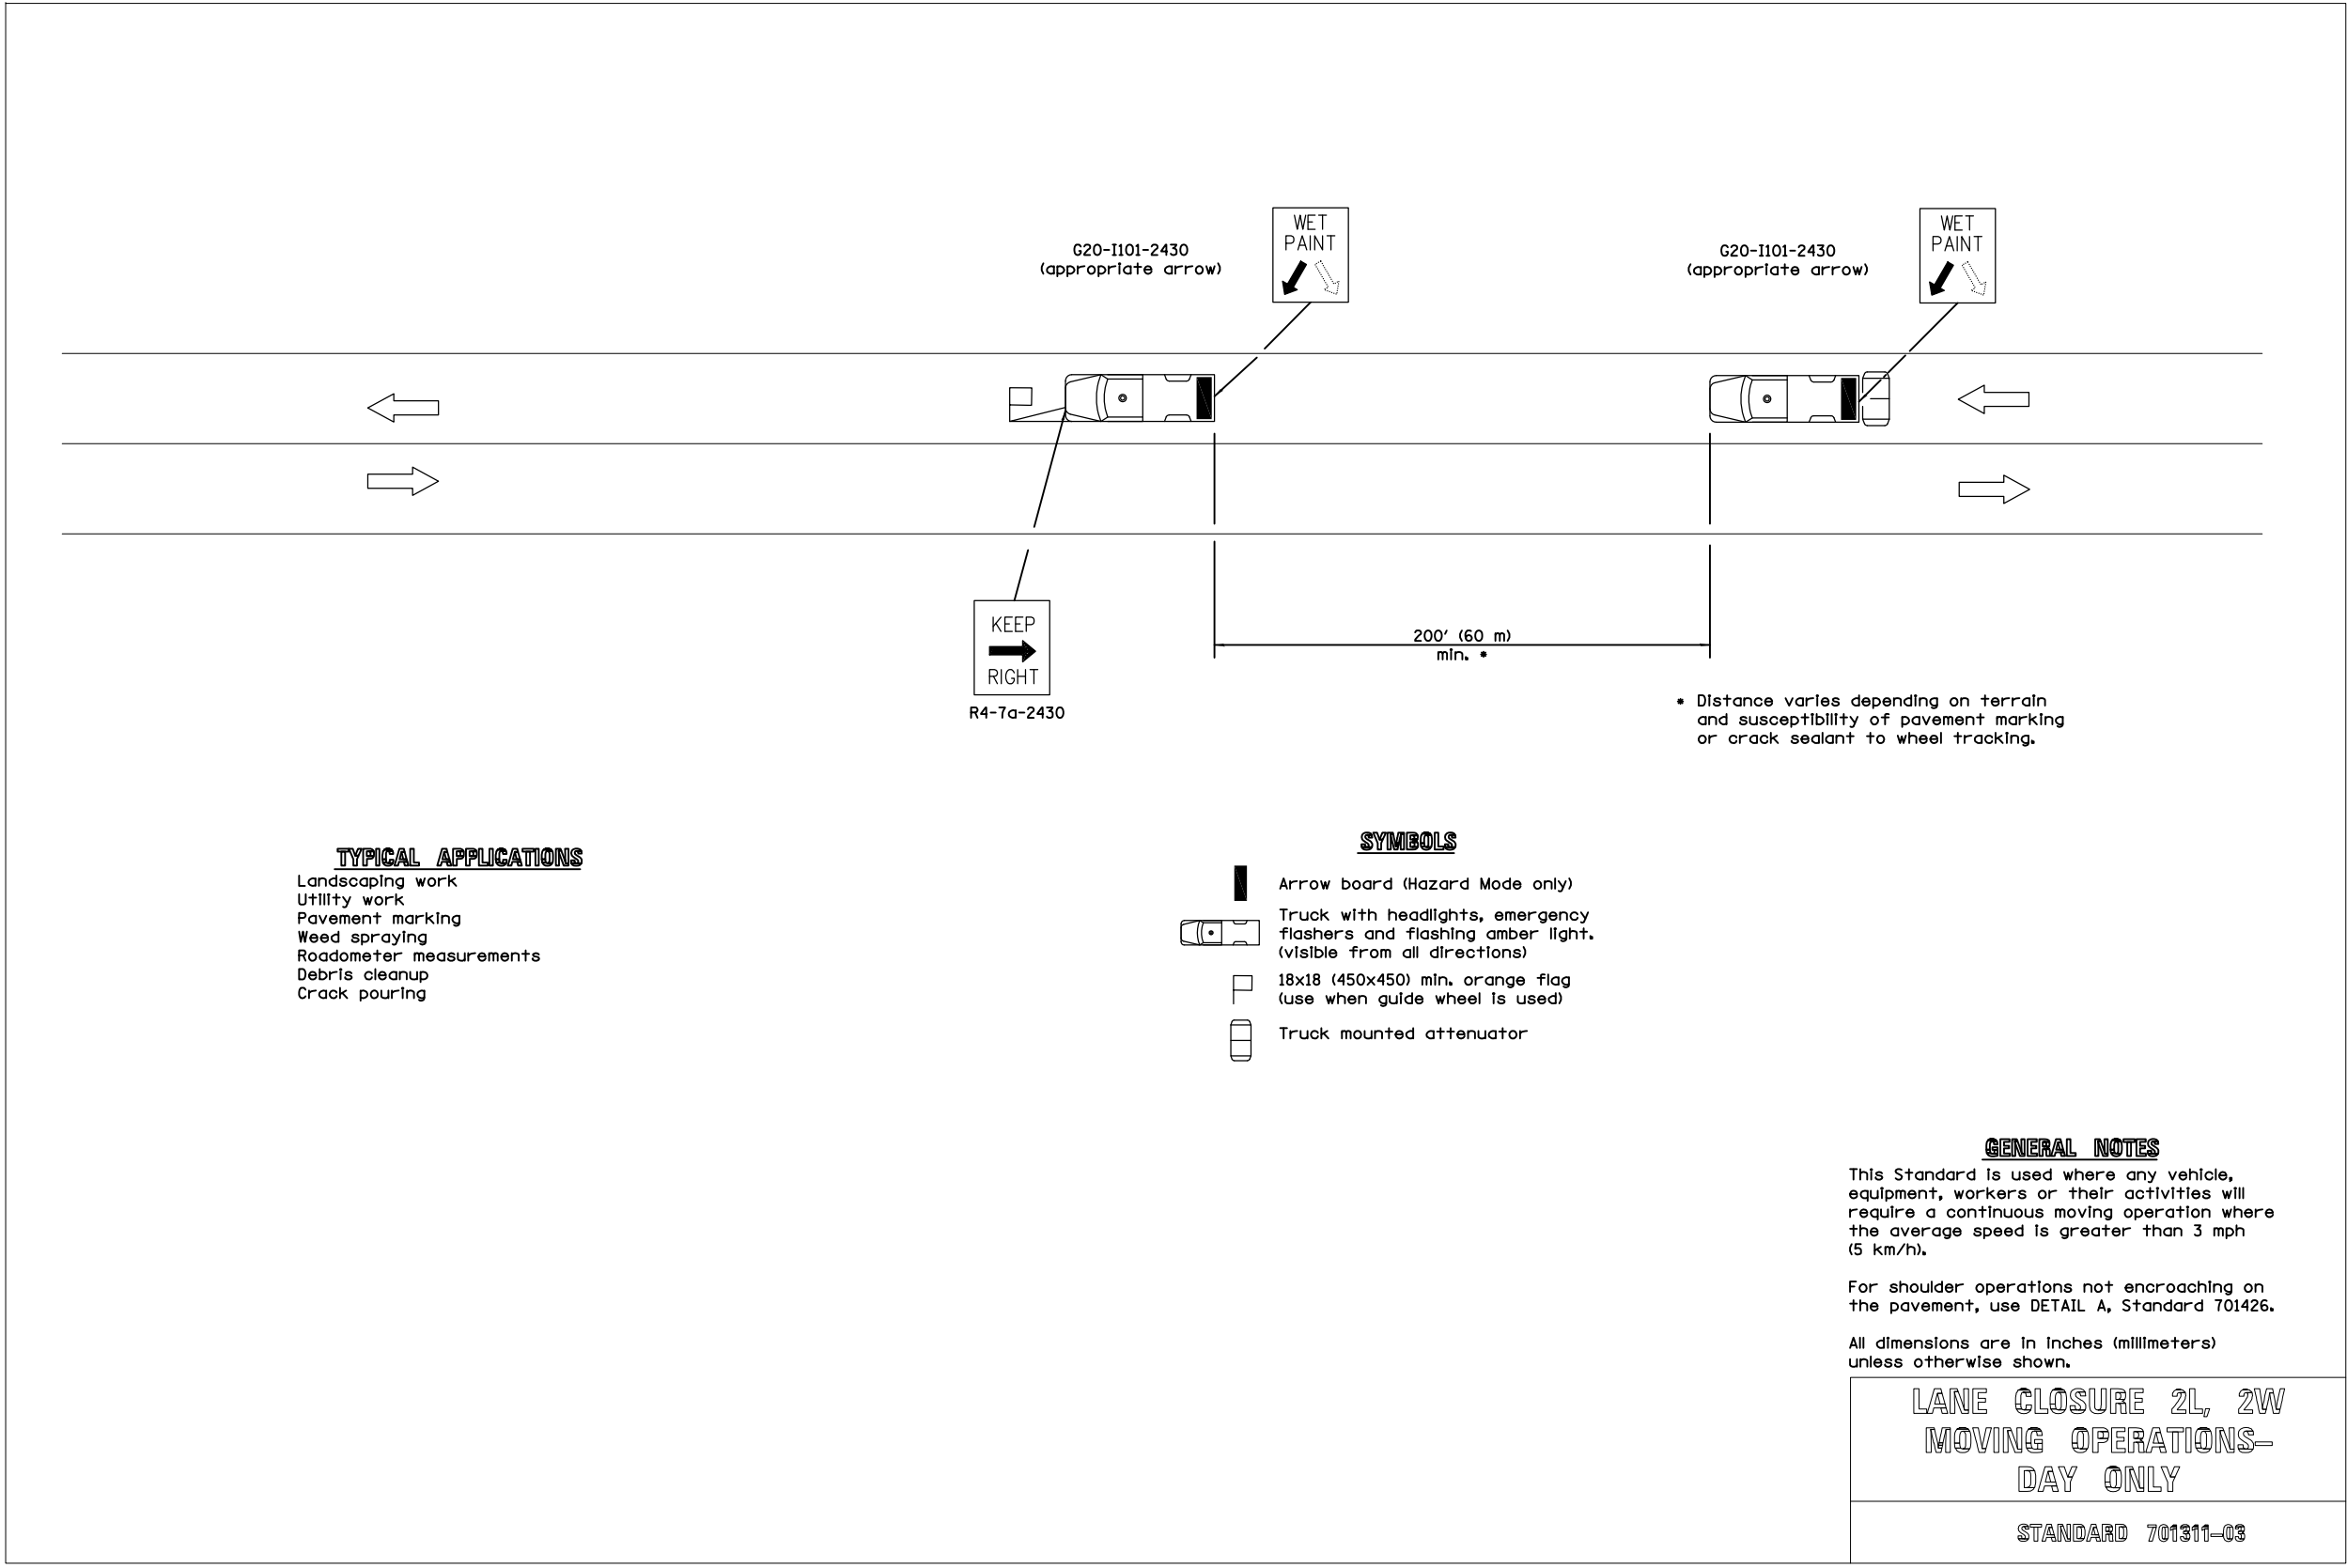 WET
PAINT
G20-I101-2430
(appropriate arrow)
WET
PAINT
G20-I101-2430
(appropriate arrow)
KEEP
RIGHT
R4-7a-2430
200' (60 m)
min. *
* Distance varies depending on terrain
and susceptibility of pavement marking
or crack sealant to wheel tracking.
TYPICAL APPLICATIONS
Landscaping work
Utility work
Pavement marking
Weed spraying
Roadometer measurements
Debris cleanup
Crack pouring
SYMBOLS
Arrow board (Hazard Mode only)
Truck with headlights, emergency
flashers and flashing amber light.
(visible from all directions)
18x18 (450x450) min. orange flag
(use when guide wheel is used)
Truck mounted attenuator
GENERAL NOTES
This Standard is used where any vehicle,
equipment, workers or their activities will
require a continuous moving operation where
the average speed is greater than 3 mph
(5 km/h).
For shoulder operations not encroaching on
the pavement, use DETAIL A, Standard 701426.
All dimensions are in inches (millimeters)
unless otherwise shown.
LANE CLOSURE 2L, 2W
MOVING OPERATIONS-
DAY ONLY
STANDARD 701311-03